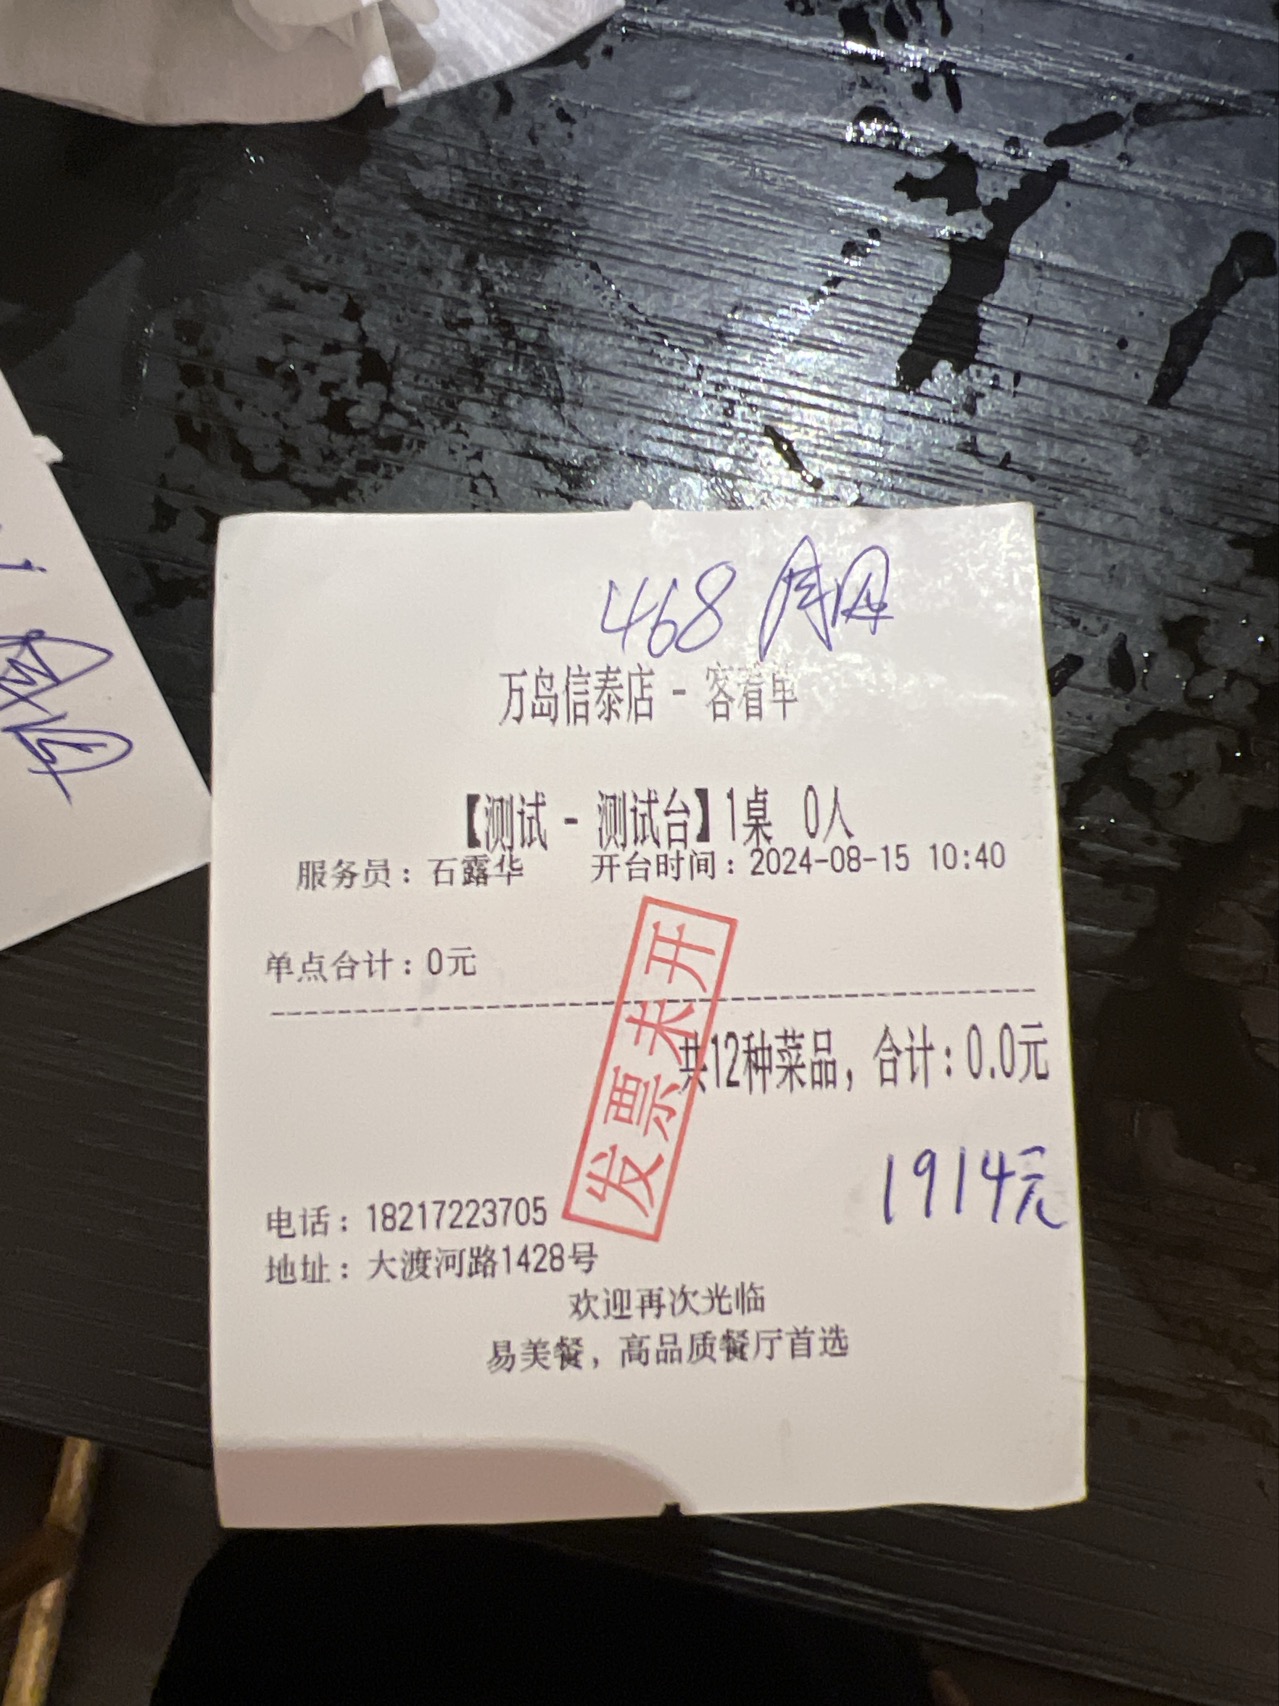 468
万岛信泰店 - 客看单
【测试 - 测试台】1桌 0人
服务员：石露华 开台时间：2024-08-15 10:40
单点合计：0元
共12种菜品，合计：0.0元
发票未开
1914元
电话：18217223705
地址：大渡河路1428号
欢迎再次光临
易美餐，高品质餐厅首选